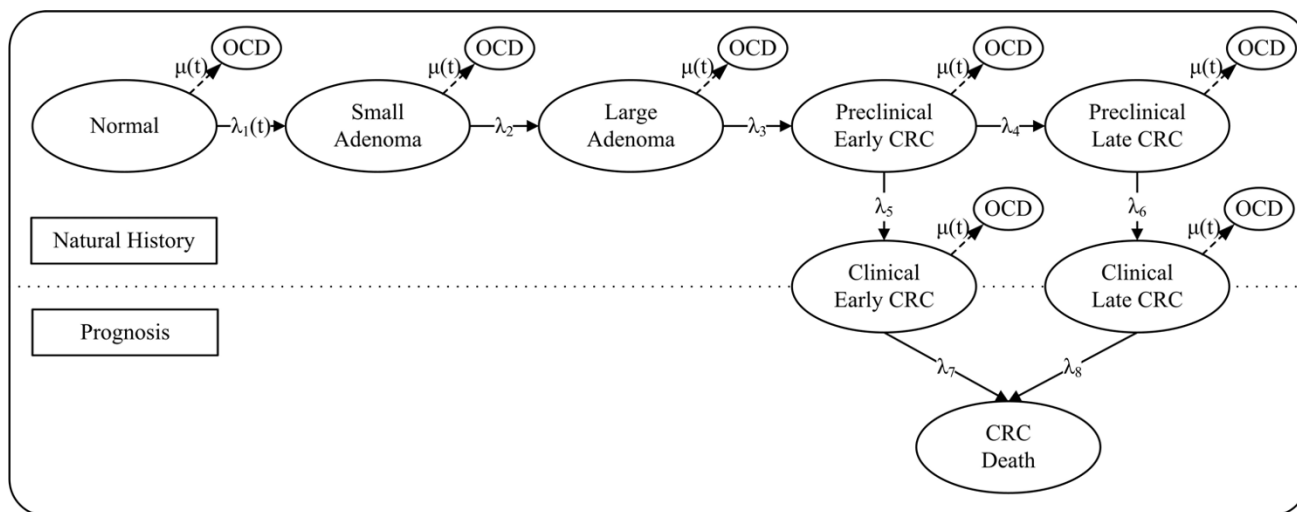 OCD OCD OCD OCD OCD
μ(t) μ(t) μ(t) μ(t) μ(t)
Normal
λ1(t)
Small
Adenoma
λ2
Large
Adenoma
λ3
Preclinical
Early CRC
λ4
Preclinical
Late CRC
λ5
OCD
λ6
OCD
Natural History
μ(t)
μ(t)
Clinical
Early CRC
Clinical
Late CRC
Prognosis
λ7
λ8
CRC
Death